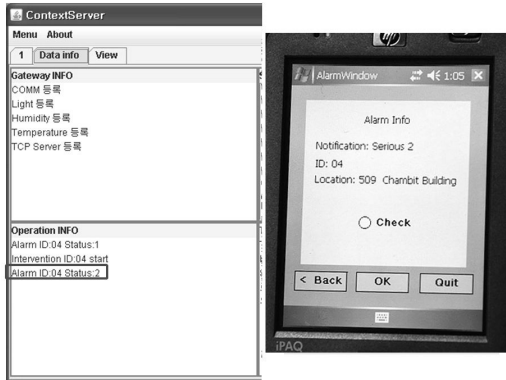 ContextServer
Menu About
1 Data info View
Gateway INFO
COMM 등록
Light 등록
Humidity 등록
Temperature 등록
TCP Server 등록
Operation INFO
Alarm ID:04 Status:1
Intervention ID:04 start
Alarm ID:04 Status:2
hp
AlarmWindow 1:05
Alarm Info
Notification: Serious 2
ID: 04
Location: 509 Chambit Building
Check
< Back OK Quit
iPAQ